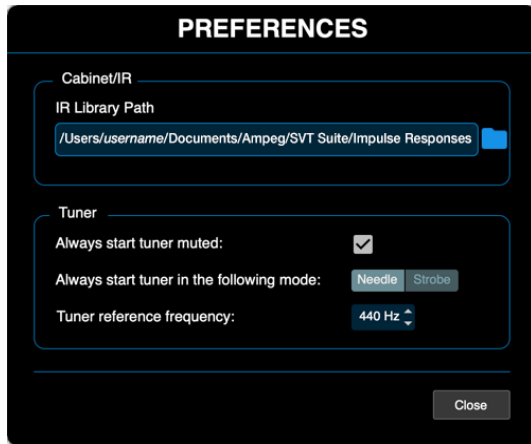 PREFERENCES
Cabinet/IR
IR Library Path
/Users/username/Documents/Ampeg/SVT Suite/Impulse Responses
Tuner
Always start tuner muted:
Always start tuner in the following mode: Needle Strobe
Tuner reference frequency: 440 Hz
Close